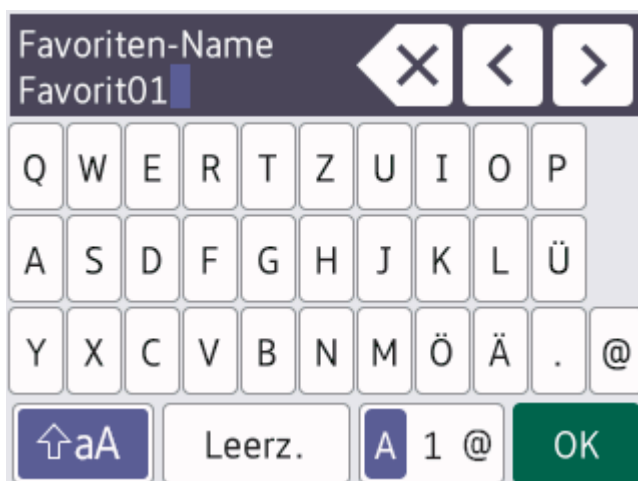 Favoriten-Name
Favorit01
Q W E R T Z U I O P
A S D F G H J K L Ü
Y X C V B N M Ö Ä . @
aA Leerz. A 1 @ OK